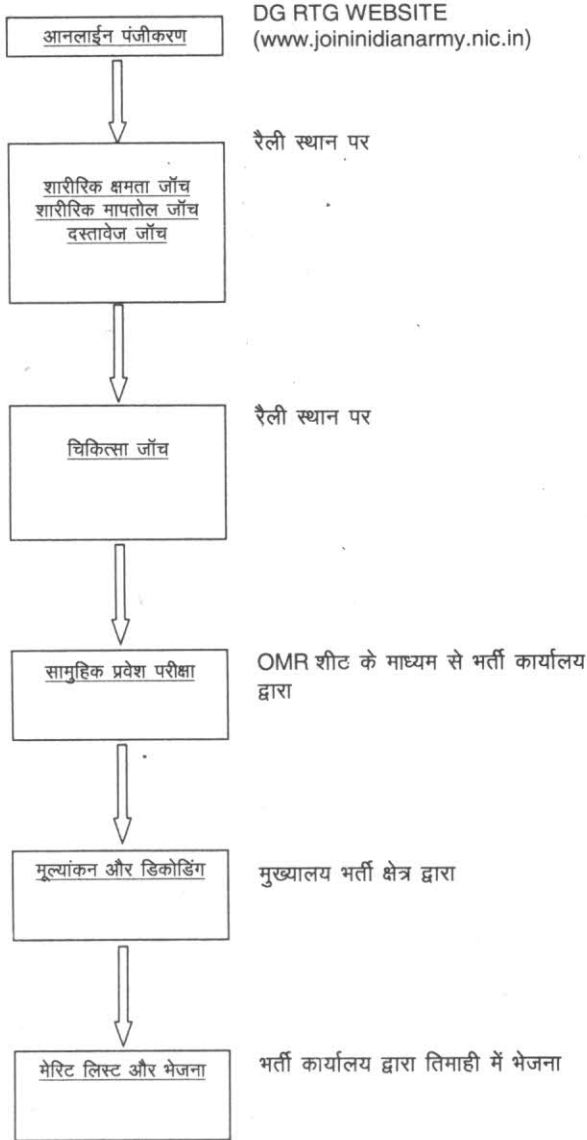 DG RTG WEBSITE
आनलाईन पंजीकरण
(www.joininidianarmy.nic.in)
रैली स्थान पर
शारीरिक क्षमता जॉच
शारीरिक मापतोल जॉच
दस्तावेज जॉच
रैली स्थान पर
चिकित्सा जॉच
सामुहिक प्रवेश परीक्षा
OMR शीट के माध्यम से भर्ती कार्यालय
द्वारा
मूल्यांकन और डिकोडिंग
मुख्यालय भर्ती क्षेत्र द्वारा
मेरिट लिस्ट और भेजना
भर्ती कार्यालय द्वारा तिमाही में भेजना